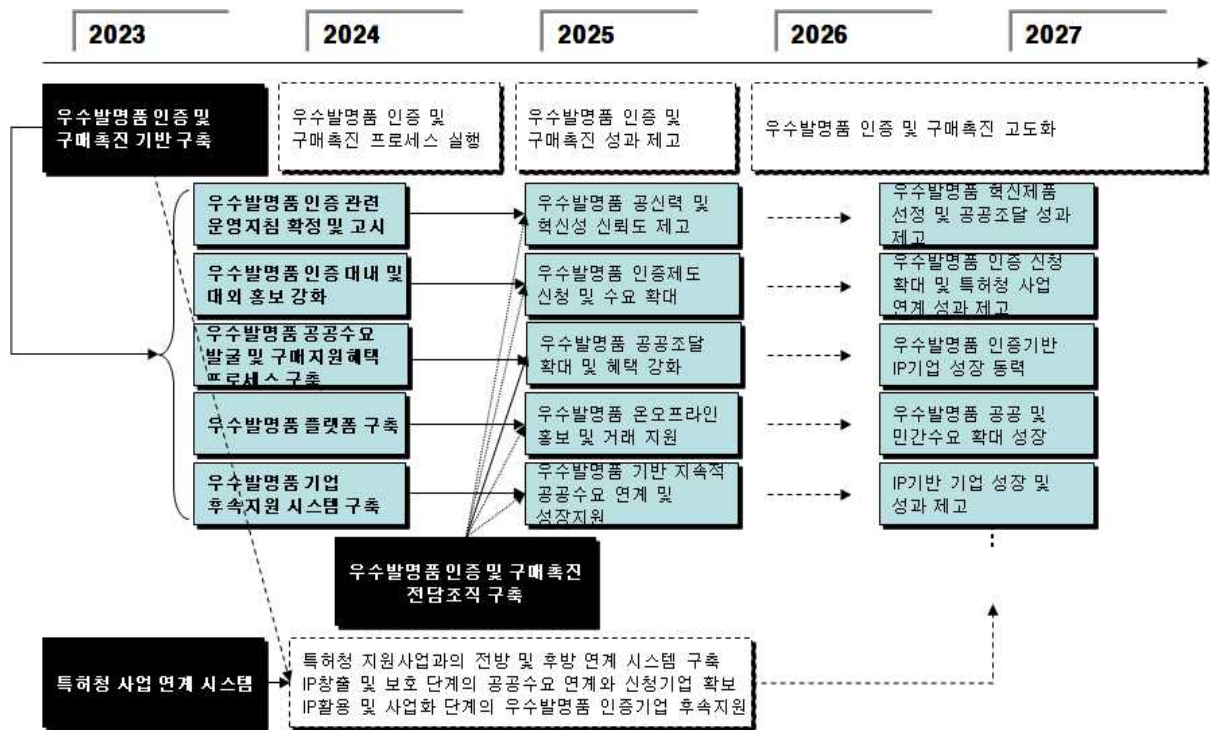 2023
2024
2025
2026
2027
우수발명품 인증 및
구매촉진 기반 구축
우수발명품 인증 및
구매촉진 프로세스 실행
우수발명품 인증 및
구매촉진 성과 제고
우수발명품 인증 및 구매촉진 고도화
우수발명품 인증 관련
운영지침 확정 및 고시
우수발명품 공신력 및
혁신성 신뢰도 제고
우수발명품 혁신제품
선정 및 공공조달 성과
제고
우수발명품 인증 대내 및
대외 홍보 강화
우수발명품 인증제도
신청 및 수요 확대
우수발명품 인증 신청
확대 및 특허청 사업
연계 성과 제고
우수발명품 공공수요
발굴 및 구매지원혜택
프로세스 구축
우수발명품 공공조달
확대 및 혜택 강화
우수발명품 인증기반
IP기업 성장 동력
우수발명품 플랫폼 구축
우수발명품 온오프라인
홍보 및 거래 지원
우수발명품 공공 및
민간수요 확대 성장
우수발명품 기업
후속지원 시스템 구축
우수발명품 기반 지속적
공공수요 연계 및
성장지원
IP기반 기업 성장 및
성과 제고
우수발명품 인증 및 구매촉진
전담조직 구축
특허청 사업 연계 시스템
특허청 지원사업과의 전방 및 후방 연계 시스템 구축
IP창출 및 보호 단계의 공공수요 연계와 신청기업 확보
IP활용 및 사업화 단계의 우수발명품 인증기업 후속지원